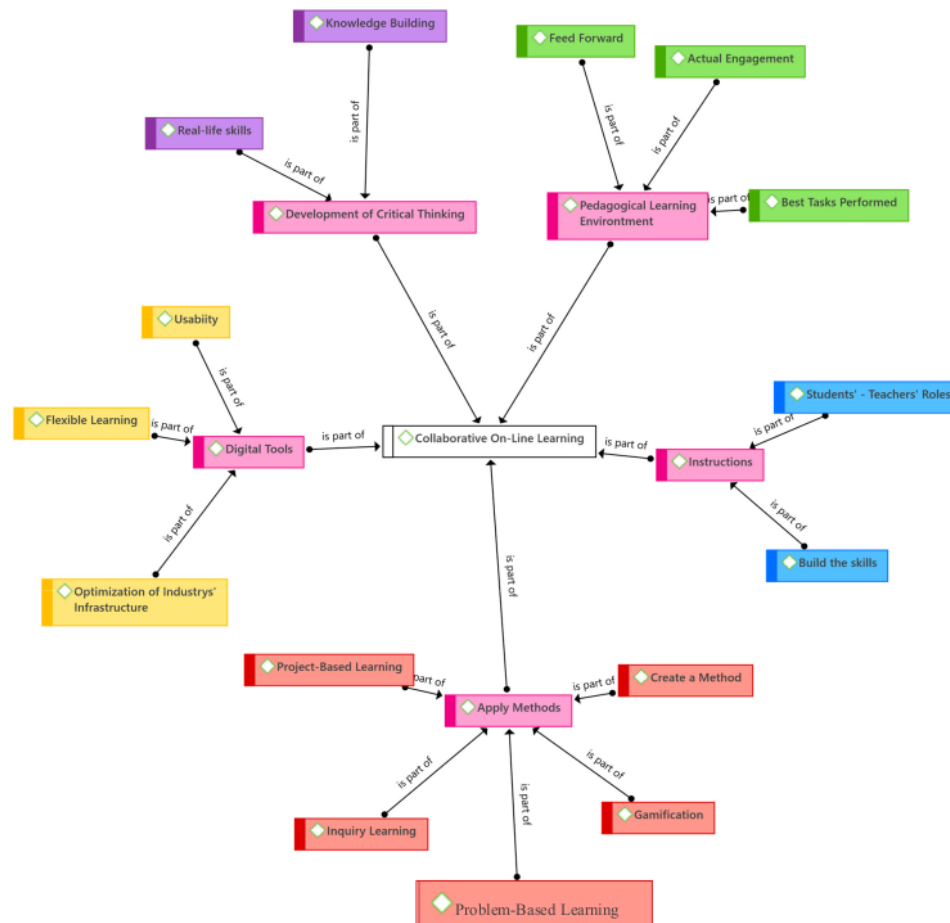 Knowledge Building
Feed Forward
Actual Engagement
is part of
is part of
is part of
Real-life skills
is part of
Development of Critical Thinking
Pedagogical Learning
Environtment
is part of
Best Tasks Performed
is part of
is part of
Usabiity
is part of
Flexible Learning
is part of
Digital Tools
is part of
Collaborative On-Line Learning
is part of
Instructions
is part of
Students' - Teachers' Roles
is part of
Build the skills
is part of
Optimization of Industrys'
Infrastructure
is part of
Project-Based Learning
part of
Apply Methods
is part of
Create a Method
is part of
is part of
is part of
Inquiry Learning
Gamification
Problem-Based Learning